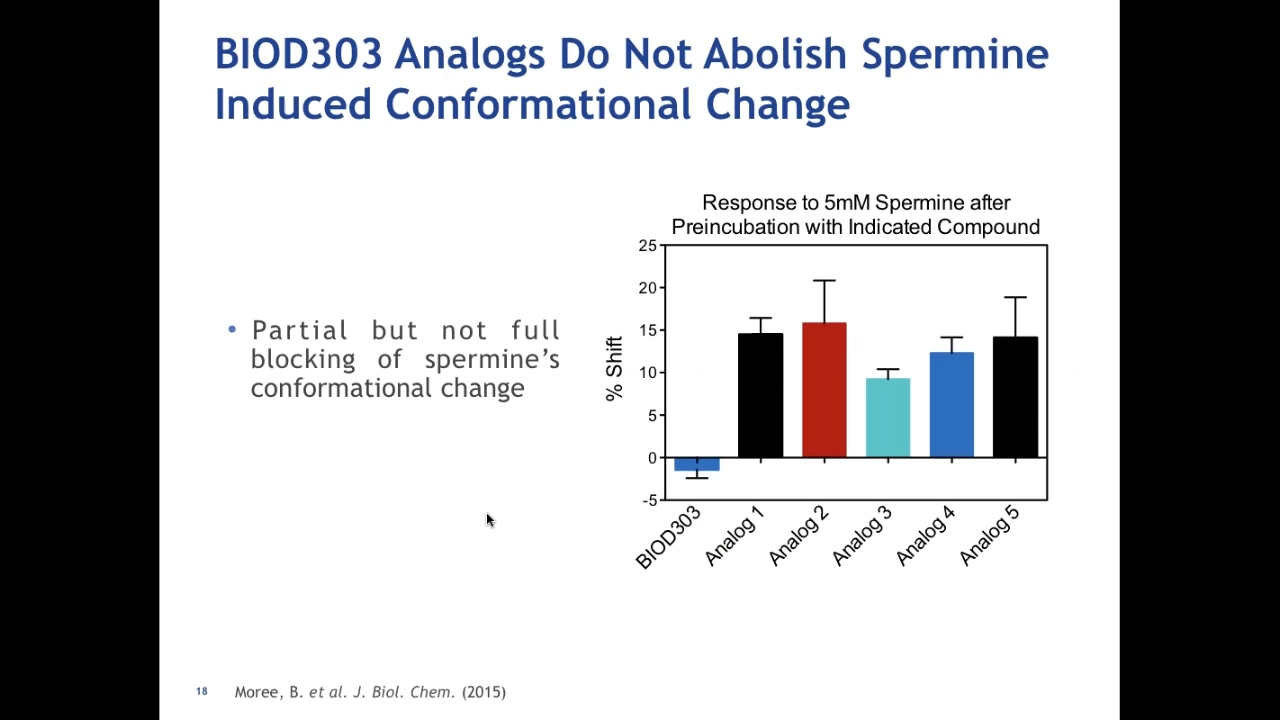 BIOD303 Analogs Do Not Abolish Spermine
Induced Conformational Change
• Partial but not full
blocking of spermine’s
conformational change
Response to 5mM Spermine after
Preincubation with Indicated Compound
% Shift
25
20
15
10
5
0
-5
BIOD303
Analog 1
Analog 2
Analog 3
Analog 4
Analog 5
18 Moree, B. et al. J. Biol. Chem. (2015)